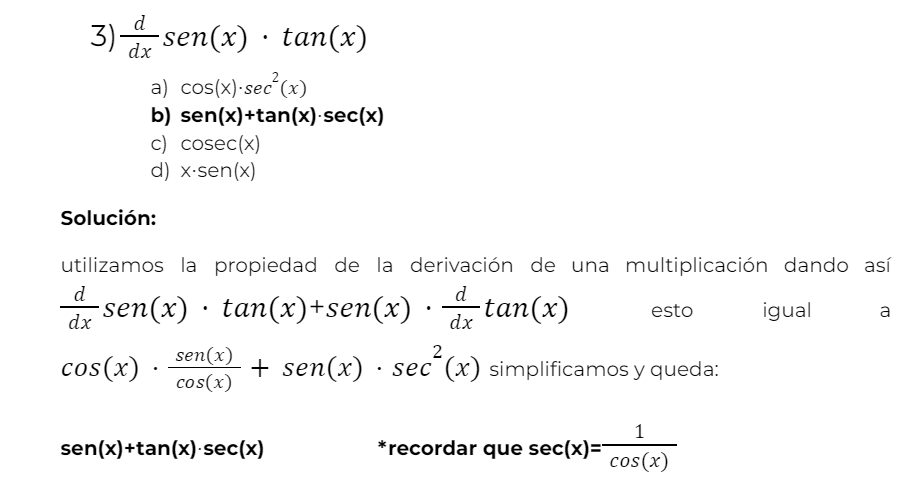 3) d/dx sen(x) · tan(x)
a) cos(x)·sec²(x)
b) sen(x)+tan(x)·sec(x)
c) cosec(x)
d) x·sen(x)
Solución:
utilizamos la propiedad de la derivación de una multiplicación dando así
d/dx sen(x) · tan(x)+sen(x) · d/dx tan(x) esto igual a
cos(x) · sen(x)/cos(x) + sen(x) · sec²(x) simplificamos y queda:
sen(x)+tan(x)·sec(x) *recordar que sec(x)=1/cos(x)